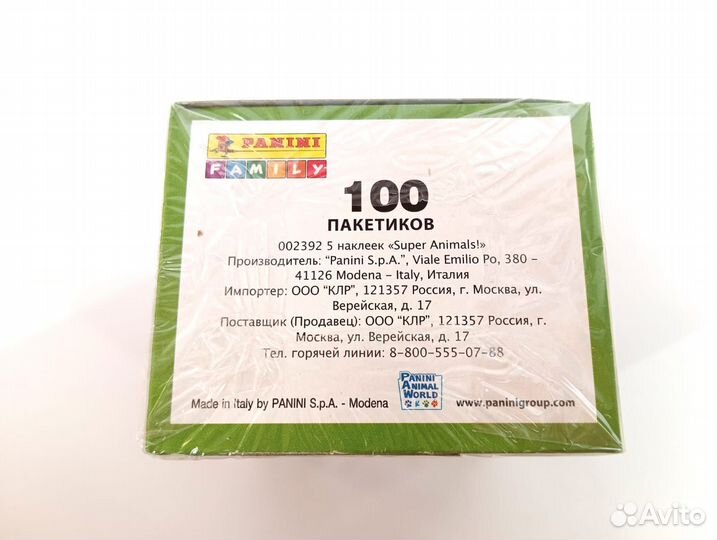 PANINI
FAMILY
100
ПАКЕТИКОВ
002392 5 наклеек «Super Animals!»
Производитель: "Panini S.p.A.", Viale Emilio Po, 380 –
41126 Modena – Italy, Италия
Импортер: ООО "КЛР", 121357 Россия, г. Москва, ул.
Верейская, д. 17
Поставщик (Продавец): ООО "КЛР", 121357 Россия, г.
Москва, ул. Верейская, д. 17
Тел. горячей линии: 8-800-555-07-88
PANINI
ANIMAL
WORLD
Made in Italy by PANINI S.p.A. - Modena
www.paninigroup.com
Avito